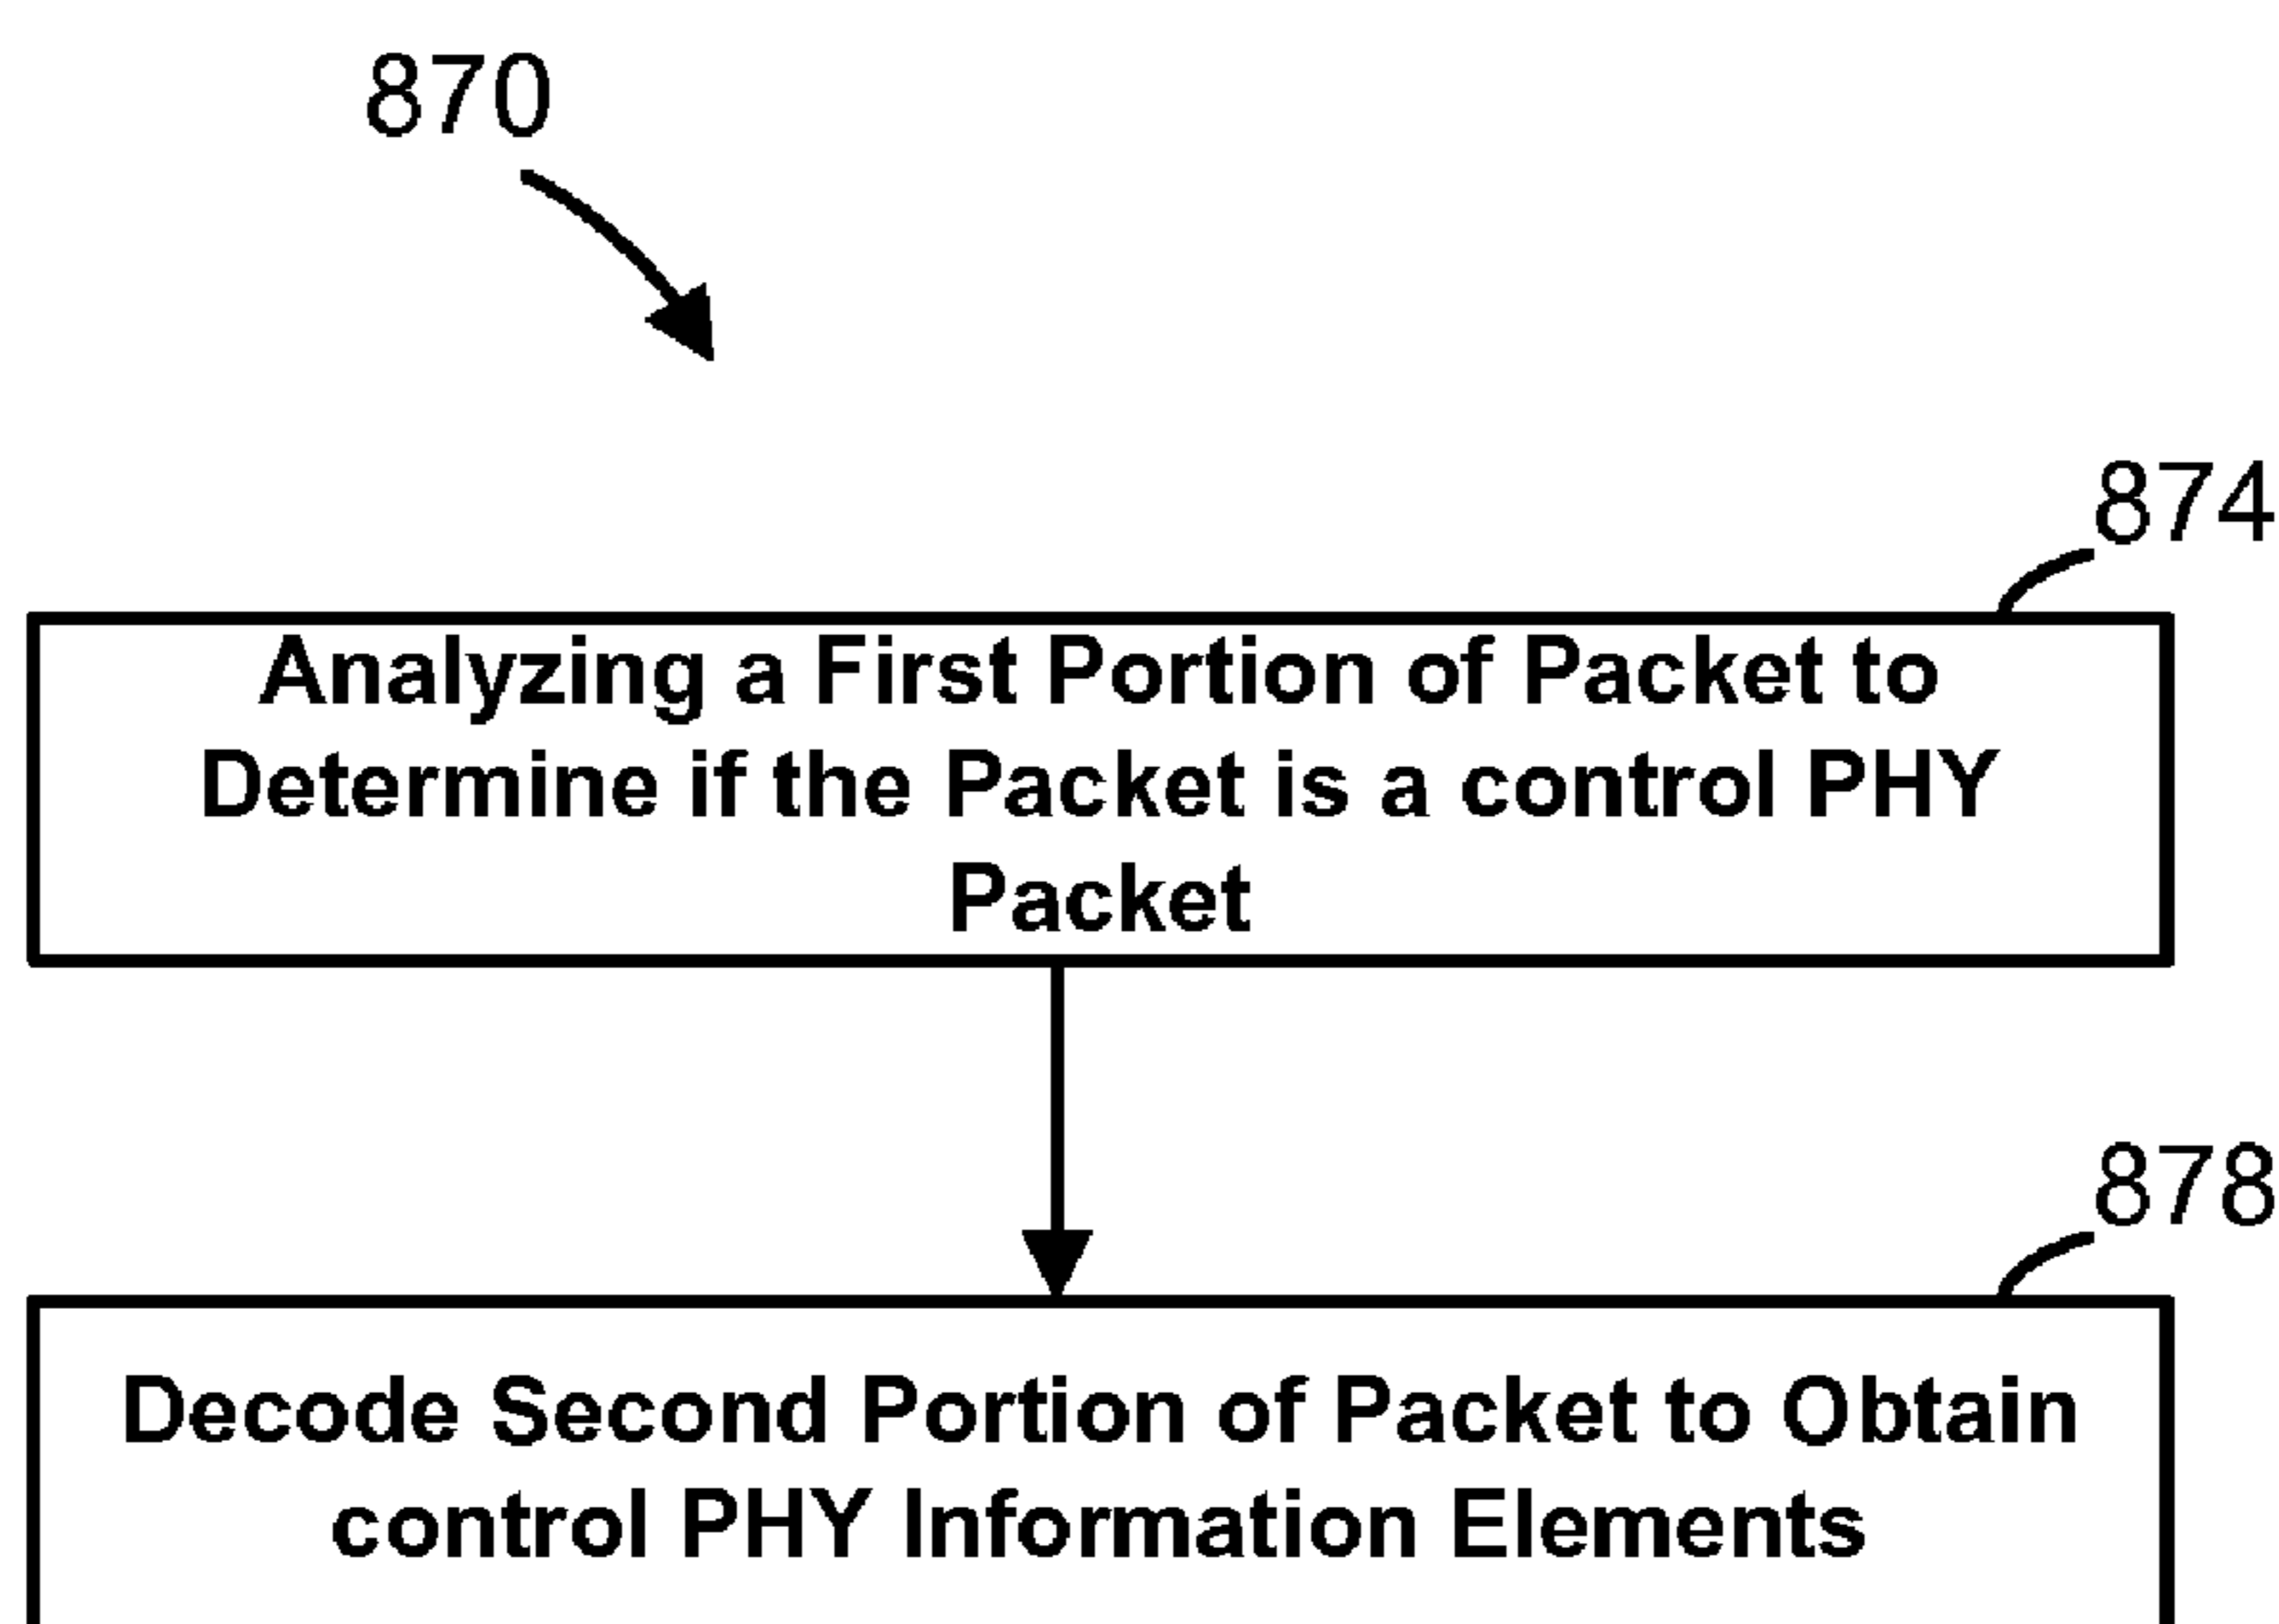 870
874
Analyzing a First Portion of Packet to
Determine if the Packet is a control PHY
Packet
878
Decode Second Portion of Packet to Obtain
control PHY Information Elements